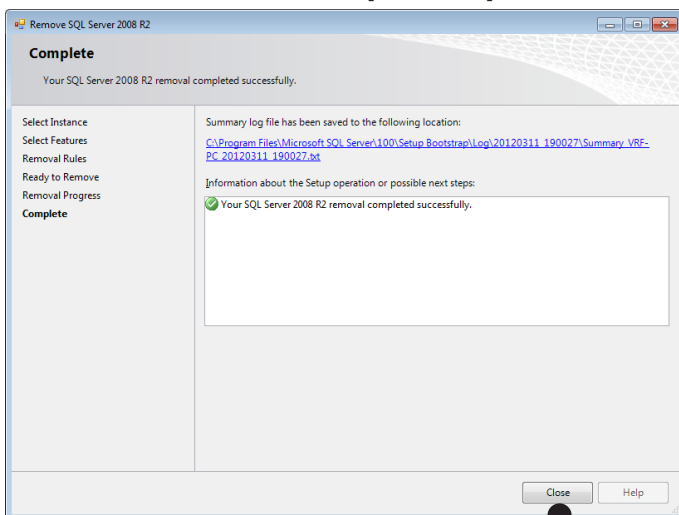 Remove SQL Server 2008 R2
Complete
Your SQL Server 2008 R2 removal completed successfully.
Select Instance
Select Features
Removal Rules
Ready to Remove
Removal Progress
Complete
Summary log file has been saved to the following location:
C:\Program Files\Microsoft SQL Server\100\Setup Bootstrap\Log\20120311_190027\Summary_VRF-
PC_20120311_190027.txt
Information about the Setup operation or possible next steps:
Your SQL Server 2008 R2 removal completed successfully.
Close
Help